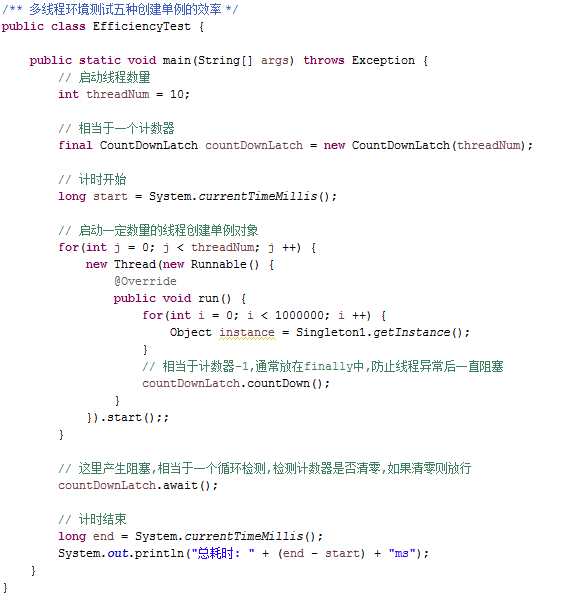 /** 多线程环境测试五种创建单例的效率 */
public class EfficiencyTest {
    public static void main(String[] args) throws Exception {
        // 启动线程数量
        int threadNum = 10;
        // 相当于一个计数器
        final CountDownLatch countDownLatch = new CountDownLatch(threadNum);
        // 计时开始
        long start = System.currentTimeMillis();
        // 启动一定数量的线程创建单例对象
        for(int j = 0; j < threadNum; j ++) {
            new Thread(new Runnable() {
                @Override
                public void run() {
                    for(int i = 0; i < 1000000; i ++) {
                        Object instance = Singleton1.getInstance();
                    }
                    // 相当于计数器-1,通常放在finally中,防止线程异常后一直阻塞
                    countDownLatch.countDown();
                }
            }).start();;
        }
        // 这里产生阻塞,相当于一个循环检测,检测计数器是否清零,如果清零则放行
        countDownLatch.await();
        // 计时结束
        long end = System.currentTimeMillis();
        System.out.println("总耗时: " + (end - start) + "ms");
    }
}